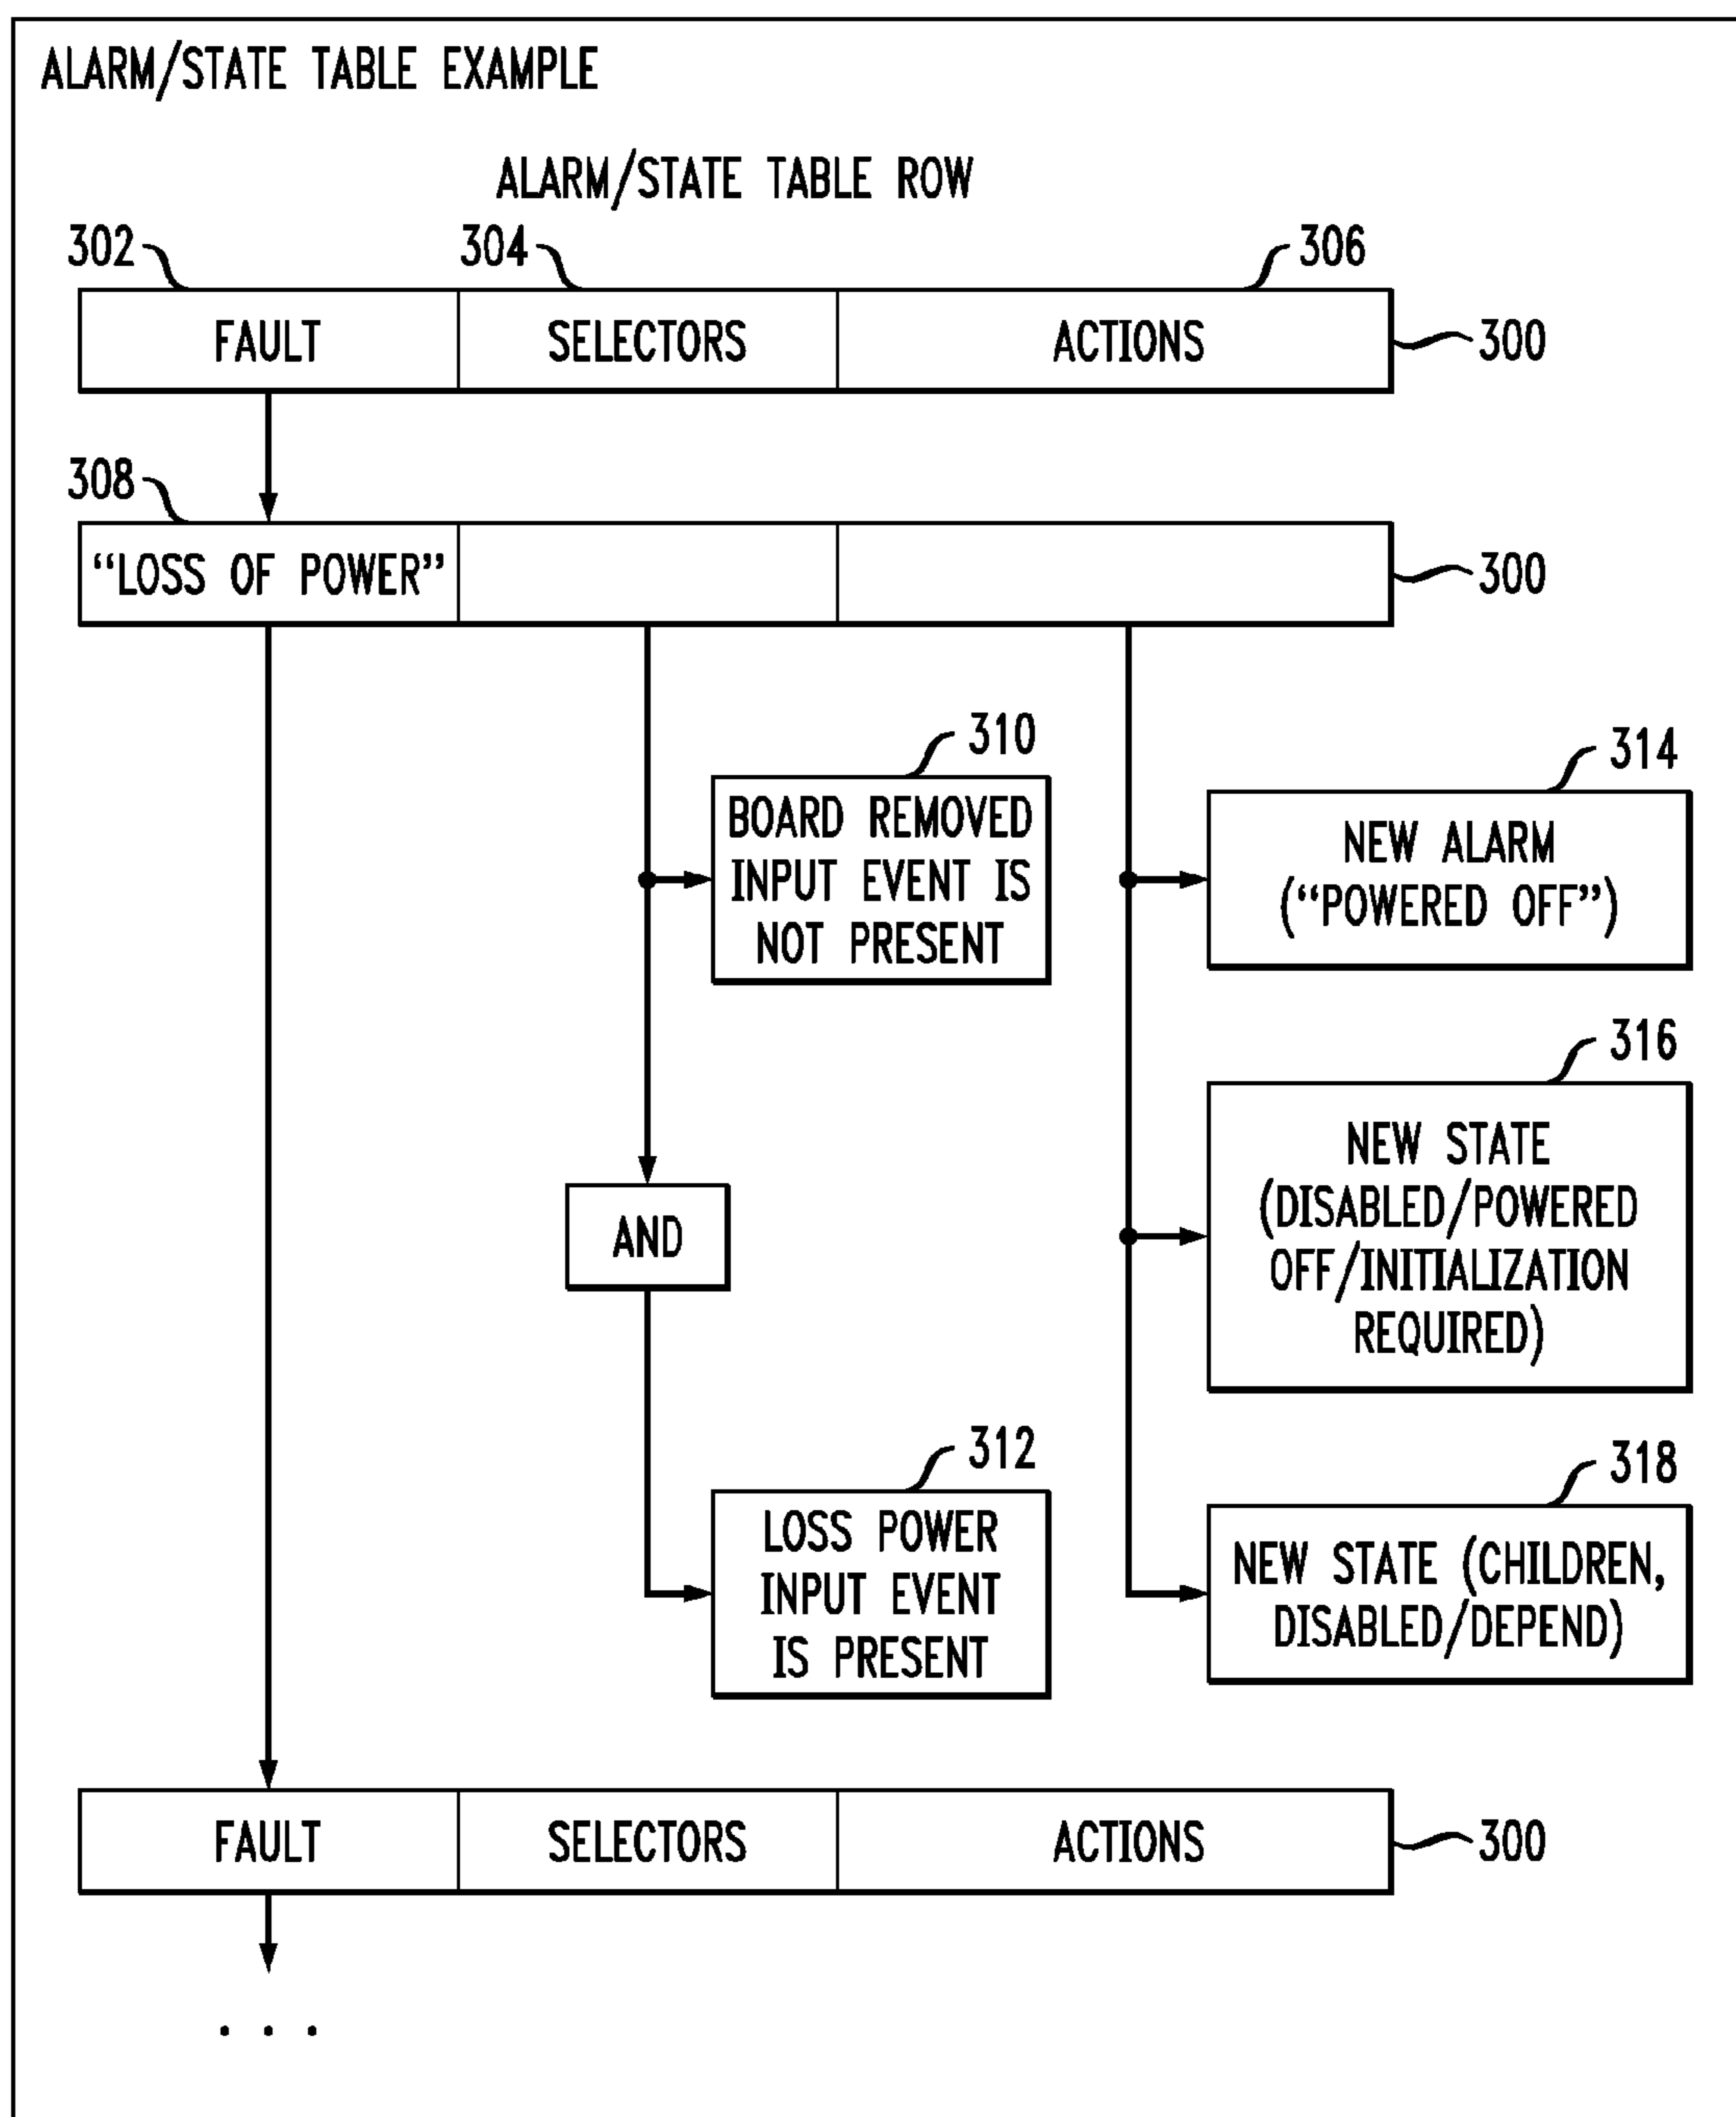 ALARM/STATE TABLE EXAMPLE
ALARM/STATE TABLE ROW
302
304
306
FAULT
SELECTORS
ACTIONS
300
308
“LOSS OF POWER”
300
310
BOARD REMOVED
INPUT EVENT IS
NOT PRESENT
314
NEW ALARM
(“POWERED OFF”)
316
NEW STATE
(DISABLED/POWERED
OFF/INITIALIZATION
REQUIRED)
AND
312
LOSS POWER
INPUT EVENT
IS PRESENT
318
NEW STATE (CHILDREN,
DISABLED/DEPEND)
FAULT
SELECTORS
ACTIONS
300
. . .